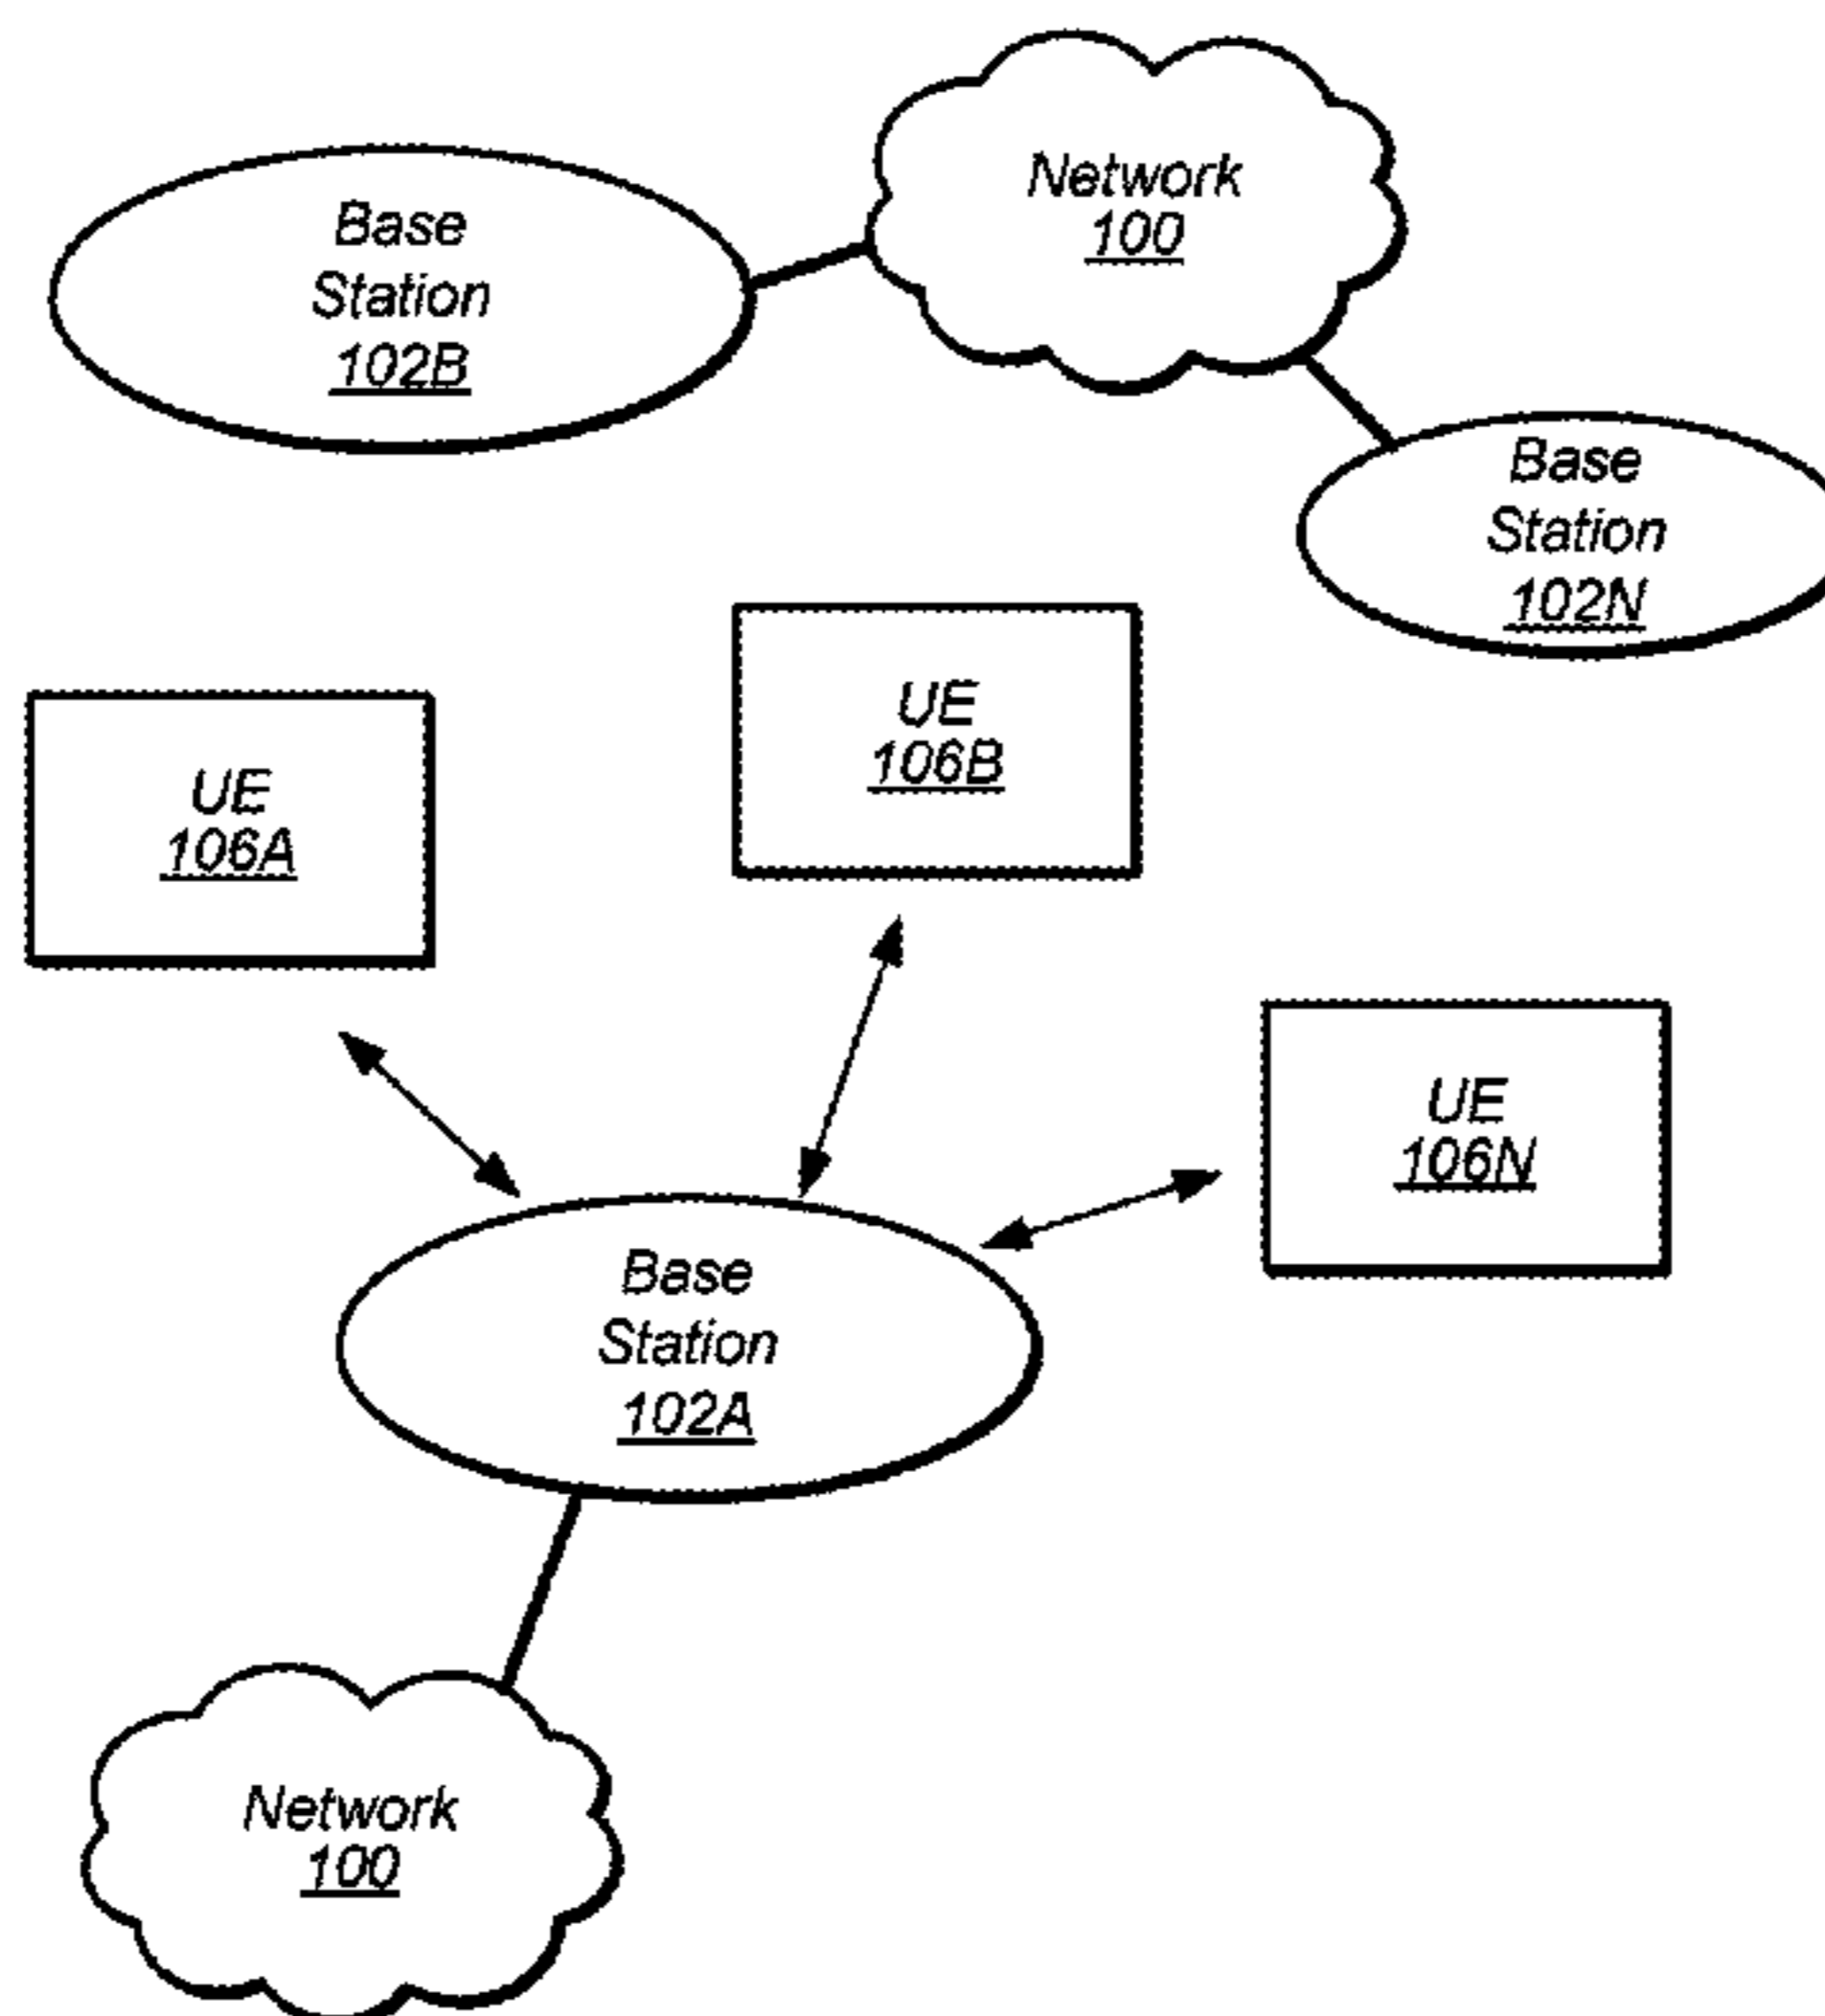 Network
100
Base
Station
102B
Base
Station
102N
UE
106B
UE
106A
UE
106N
Base
Station
102A
Network
100